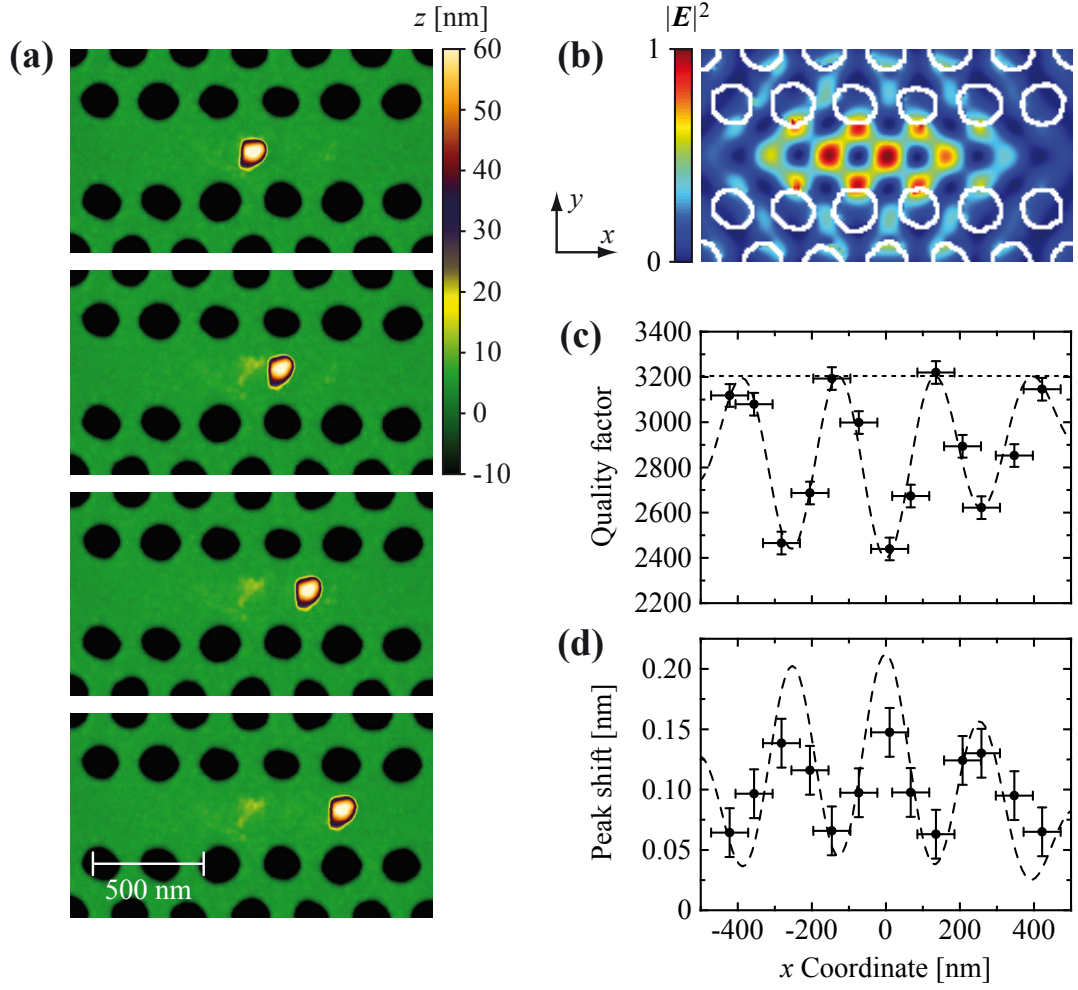 (a)
z [nm]
60
50
40
30
20
10
0
-10
500 nm
(b)
|E|²
1
0
y
x
(c)
Quality factor
3400
3200
3000
2800
2600
2400
2200
(d)
Peak shift [nm]
0.20
0.15
0.10
0.05
0
-400 -200 0 200 400
x Coordinate [nm]